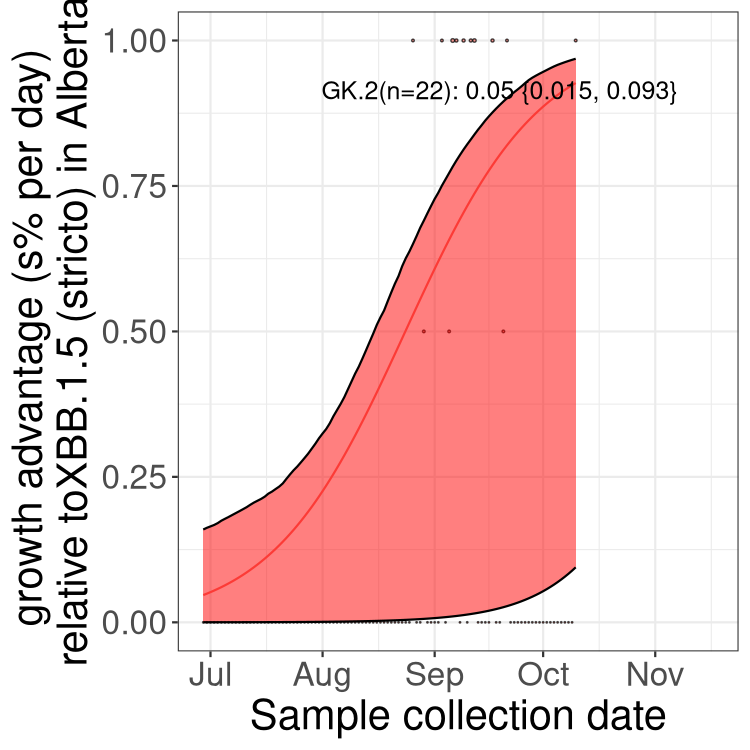 growth advantage (s% per day)
relative toXBB.1.5 (stricto) in Alberta
1.00
0.75
0.50
0.25
0.00
GK.2(n=22): 0.05 {0.015, 0.093}
Jul Aug Sep Oct Nov
Sample collection date